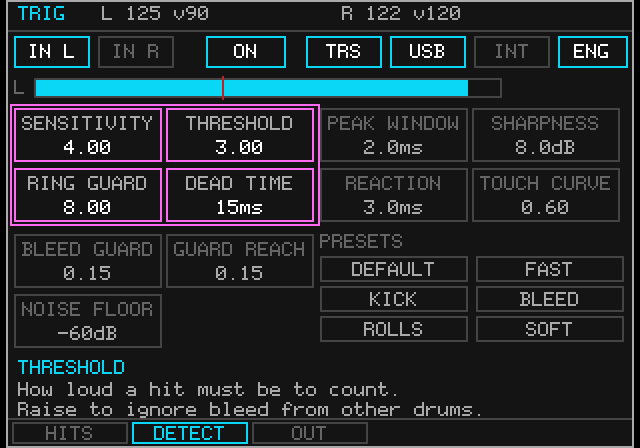 TRIG L 125 v90 R 122 v120
IN L IN R ON TRS USB INT ENG
L
SENSITIVITY THRESHOLD PEAK WINDOW SHARPNESS
4.00 3.00 2.0ms 8.0dB
RING GUARD DEAD TIME REACTION TOUCH CURVE
8.00 15ms 3.0ms 0.60
BLEED GUARD GUARD REACH PRESETS
0.15 0.15 DEFAULT FAST
NOISE FLOOR KICK BLEED
-60dB ROLLS SOFT
THRESHOLD
How loud a hit must be to count.
Raise to ignore bleed from other drums.
HITS DETECT OUT